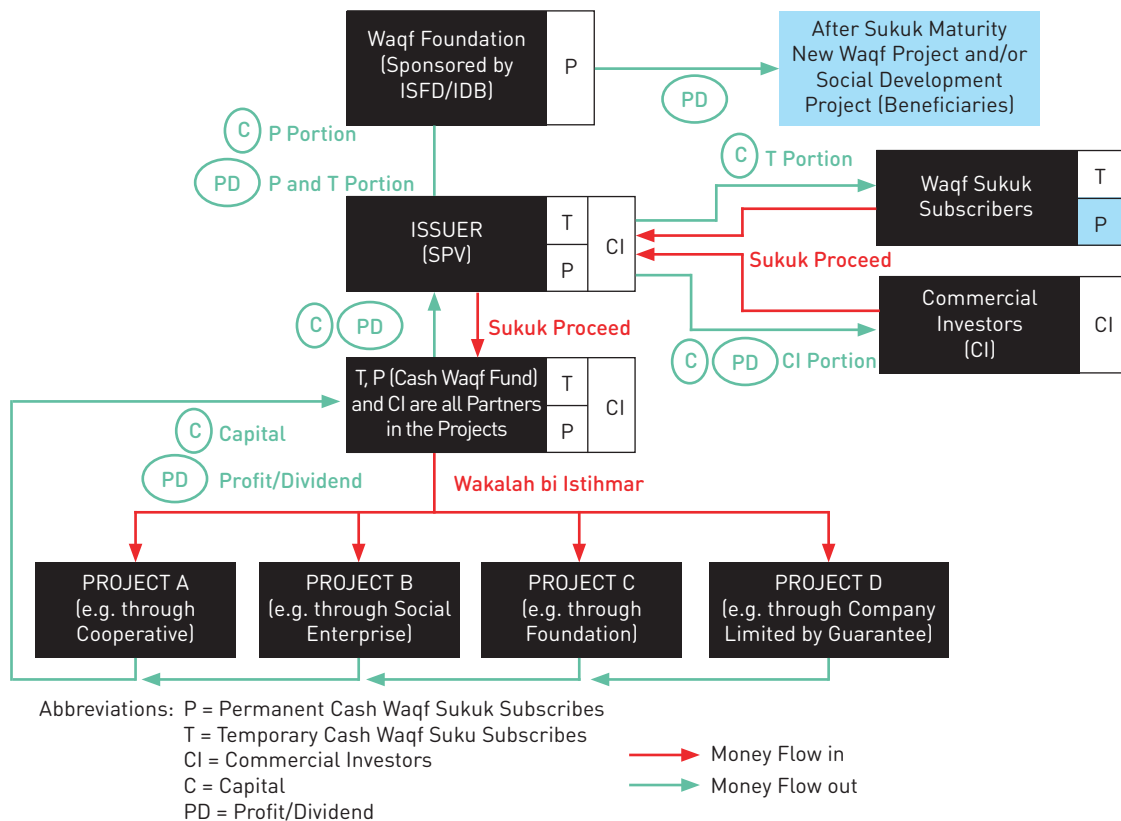 Waqf Foundation
(Sponsored by
ISFD/IDB)
P
PD
After Sukuk Maturity
New Waqf Project and/or
Social Development
Project (Beneficiaries)
C P Portion
PD P and T Portion
C T Portion
Waqf Sukuk
Subscribers
T
P
ISSUER
(SPV)
T
P
CI
Sukuk Proceed
Commercial
Investors
(CI)
CI
C PD
Sukuk Proceed
C PD CI Portion
T, P (Cash Waqf Fund)
and CI are all Partners
in the Projects
T
P
CI
C Capital
PD Profit/Dividend
Wakalah bi Istihmar
PROJECT A
(e.g. through
Cooperative)
PROJECT B
(e.g. through Social
Enterprise)
PROJECT C
(e.g. through
Foundation)
PROJECT D
(e.g. through Company
Limited by Guarantee)
Abbreviations: P = Permanent Cash Waqf Sukuk Subscribes
T = Temporary Cash Waqf Suku Subscribes
CI = Commercial Investors
C = Capital
PD = Profit/Dividend
Money Flow in
Money Flow out